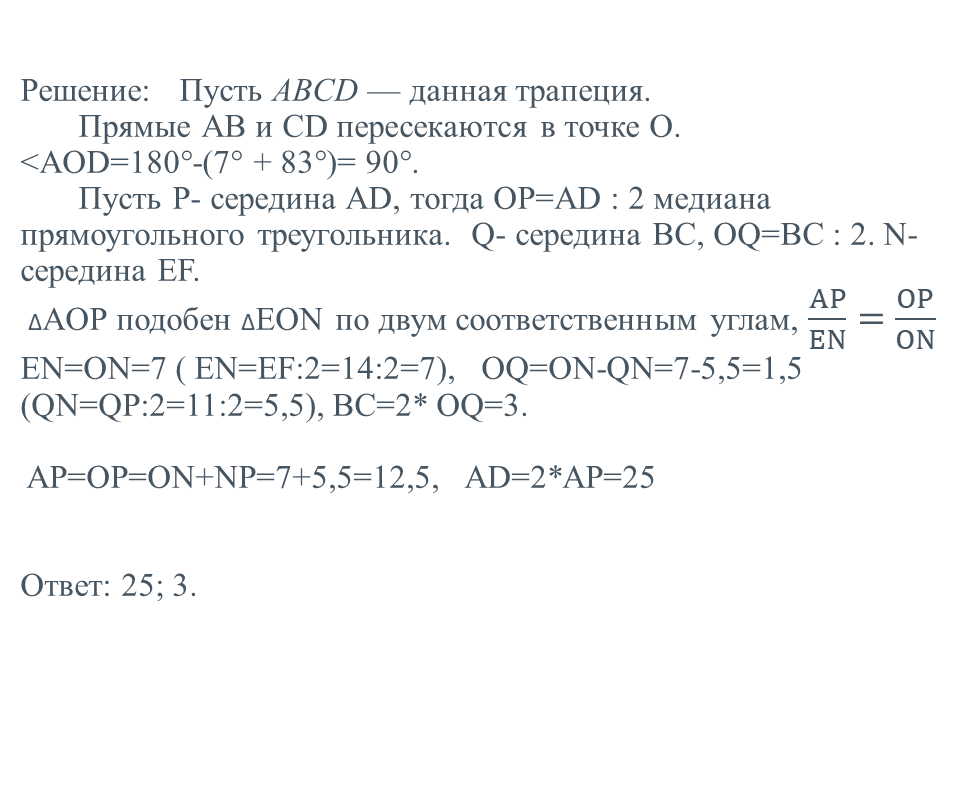 Решение: Пусть ABCD — данная трапеция.
Прямые АВ и CD пересекаются в точке О.
<AOD=180°-(7° + 83°)= 90°.
Пусть Р- середина AD, тогда OP=AD : 2 медиана
прямоугольного треугольника. Q- середина BC, OQ=BC : 2. N-
середина EF.
∆AOP подобен ∆EON по двум соответственным углам, AP/EN = OP/ON
EN=ON=7 ( EN=EF:2=14:2=7), OQ=ON-QN=7-5,5=1,5
(QN=QP:2=11:2=5,5), BC=2* OQ=3.
AP=OP=ON+NP=7+5,5=12,5, AD=2*AP=25
Ответ: 25; 3.